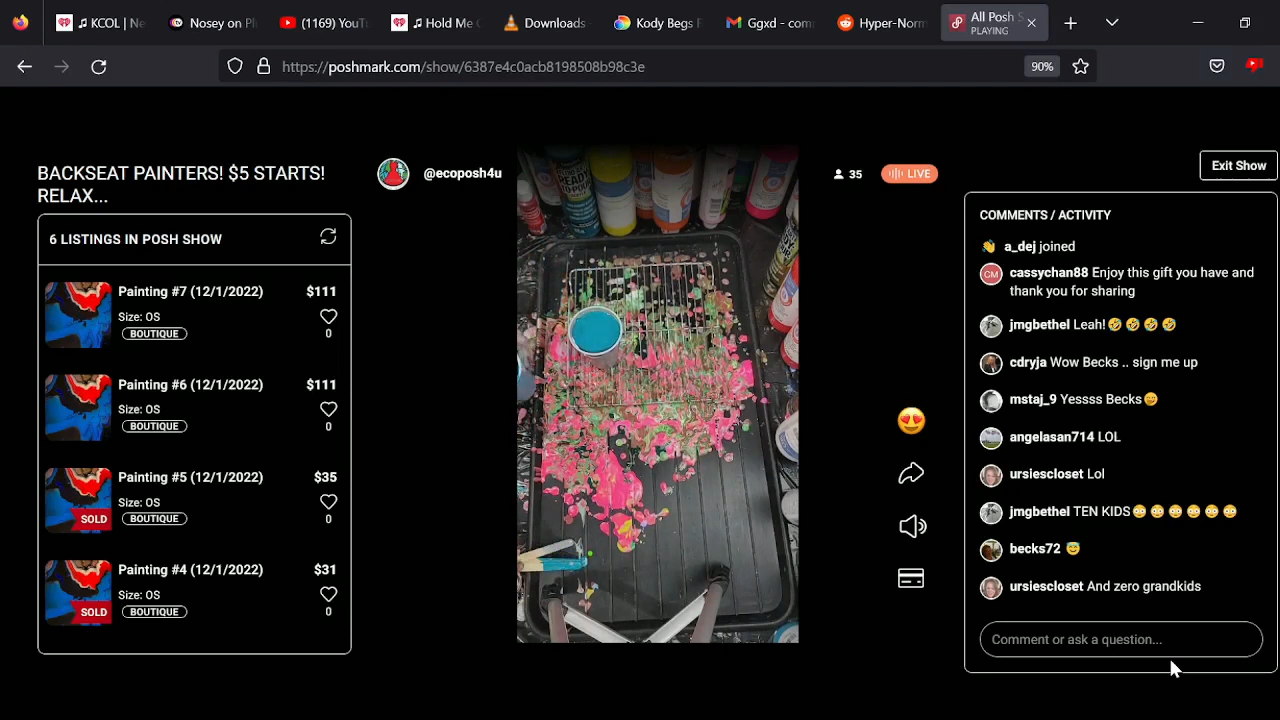 ♫ KCOL | Ne
Nosey on Pl
(1169) YouTu
♫ Hold Me C
Downloads
Kody Begs F
Ggxd - com
Hyper-Norm
All Posh S
PLAYING
https://poshmark.com/show/6387e4c0acb8198508b98c3e
90%
BACKSEAT PAINTERS! $5 STARTS!
RELAX...
@ecoposh4u
35
LIVE
Exit Show
6 LISTINGS IN POSH SHOW
Painting #7 (12/1/2022) $111
Size: OS
BOUTIQUE
0
Painting #6 (12/1/2022) $111
Size: OS
BOUTIQUE
0
Painting #5 (12/1/2022) $35
Size: OS
SOLD
BOUTIQUE
0
Painting #4 (12/1/2022) $31
Size: OS
SOLD
BOUTIQUE
0
COMMENTS / ACTIVITY
👋 a_dej joined
CM
cassychan88 Enjoy this gift you have and
thank you for sharing
jmgbethel Leah!🤣🤣🤣🤣
cdryja Wow Becks .. sign me up
mstaj_9 Yessss Becks😋
angelasan714 LOL
ursiescloset Lol
jmgbethel TEN KIDS😳😳😳😳😳😳
becks72 😇
ursiescloset And zero grandkids
Comment or ask a question...